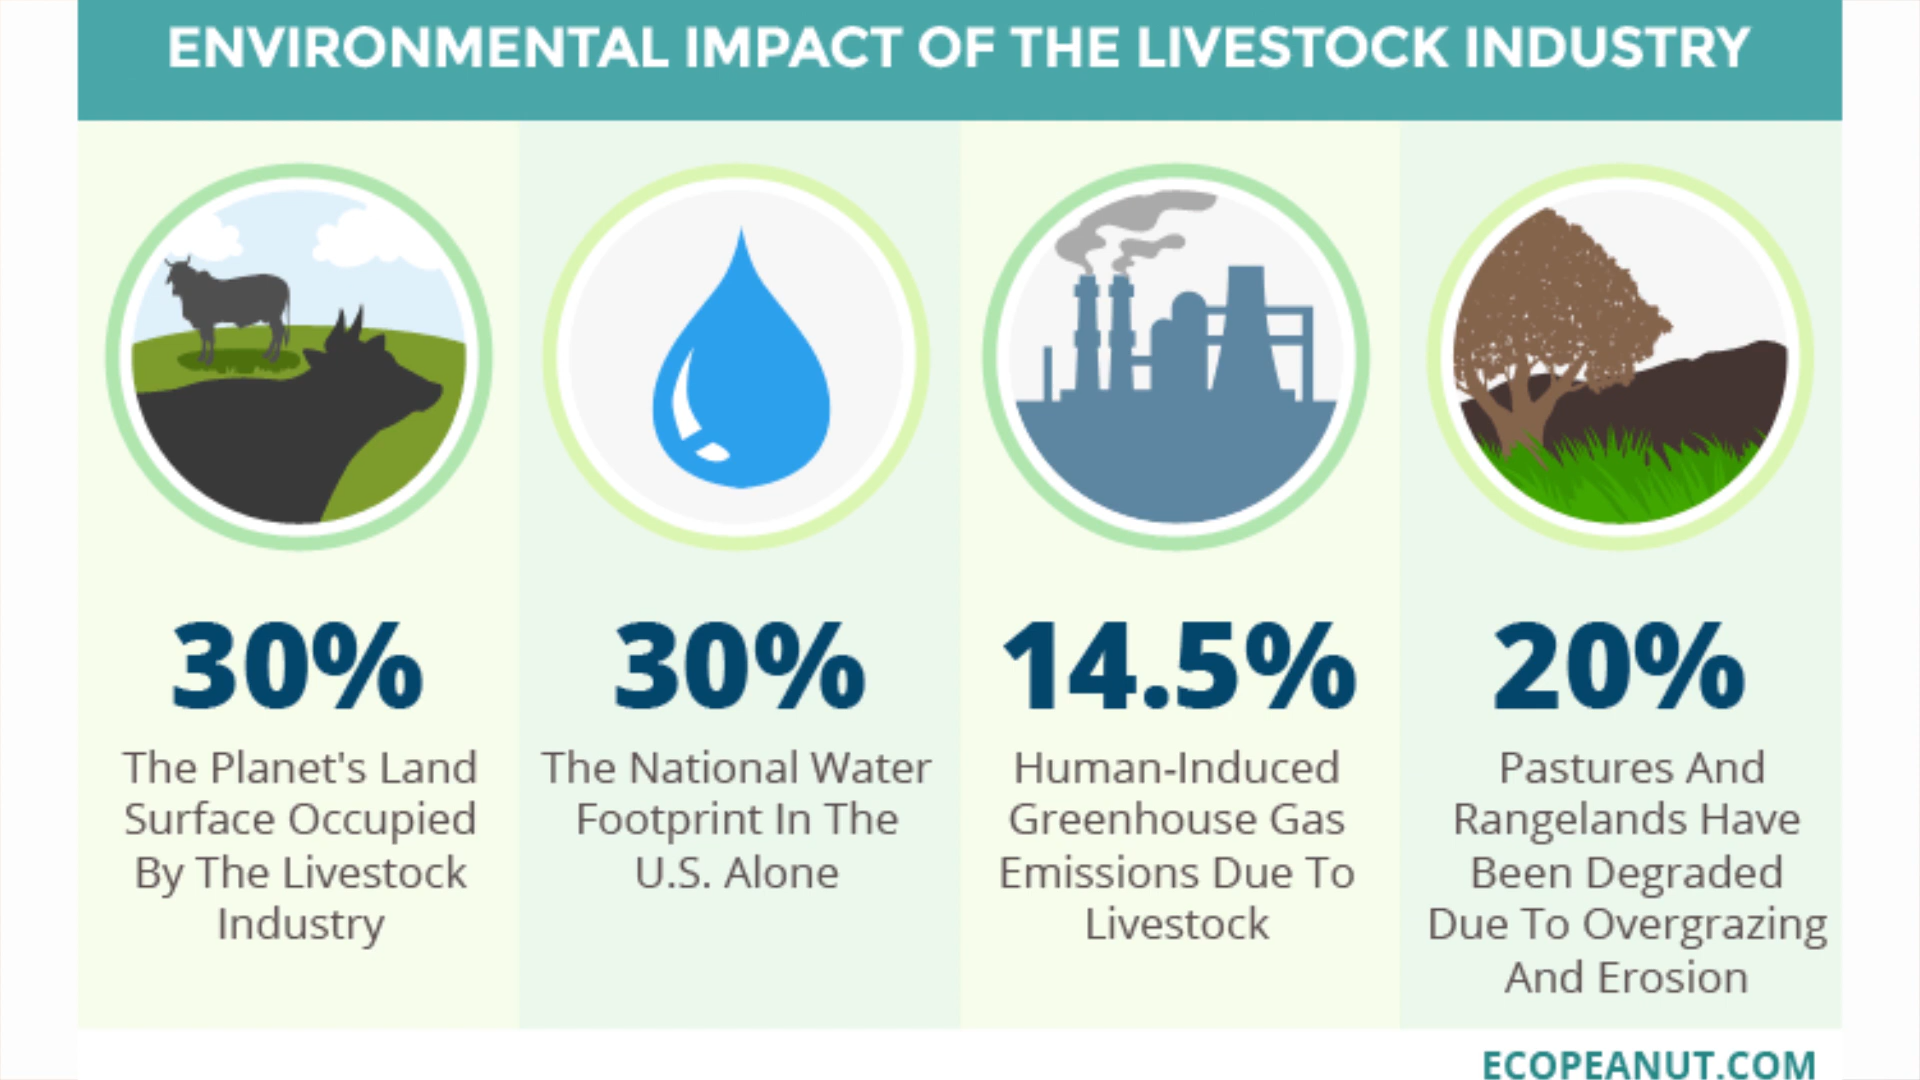 ENVIRONMENTAL IMPACT OF THE LIVESTOCK INDUSTRY
30%
The Planet's Land
Surface Occupied
By The Livestock
Industry
30%
The National Water
Footprint In The
U.S. Alone
14.5%
Human-Induced
Greenhouse Gas
Emissions Due To
Livestock
20%
Pastures And
Rangelands Have
Been Degraded
Due To Overgrazing
And Erosion
ECOPEANUT.COM